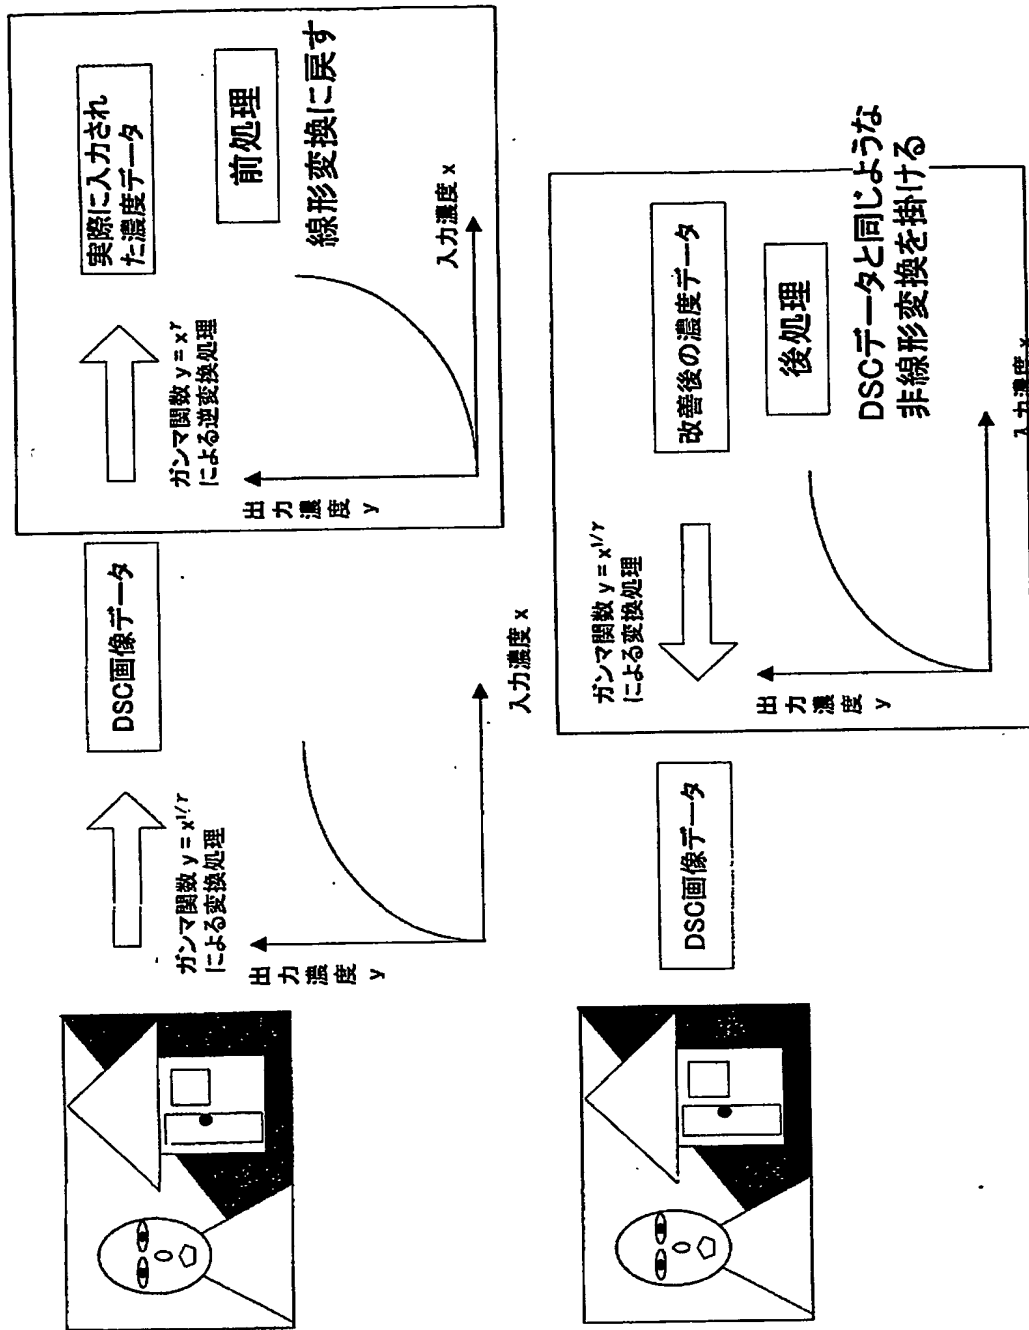 ガンマ関数 y = x^{1/γ}
による変換処理
出力濃度 y
入力濃度 x
DSC画像データ
ガンマ関数 y = x^γ
による逆変換処理
出力濃度 y
入力濃度 x
実際に入力され
た濃度データ
前処理
線形変換に戻す
DSC画像データ
ガンマ関数 y = x^{1/γ}
による変換処理
出力濃度 y
入力濃度 x
改善後の濃度データ
後処理
DSCデータと同じような
非線形変換を掛ける